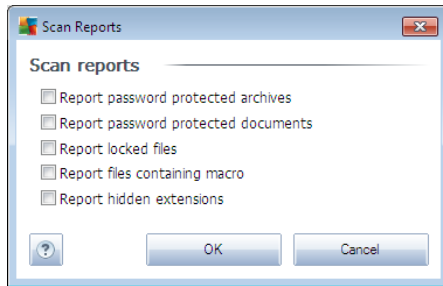 Scan Reports
Scan reports
Report password protected archives
Report password protected documents
Report locked files
Report files containing macro
Report hidden extensions
?
OK
Cancel